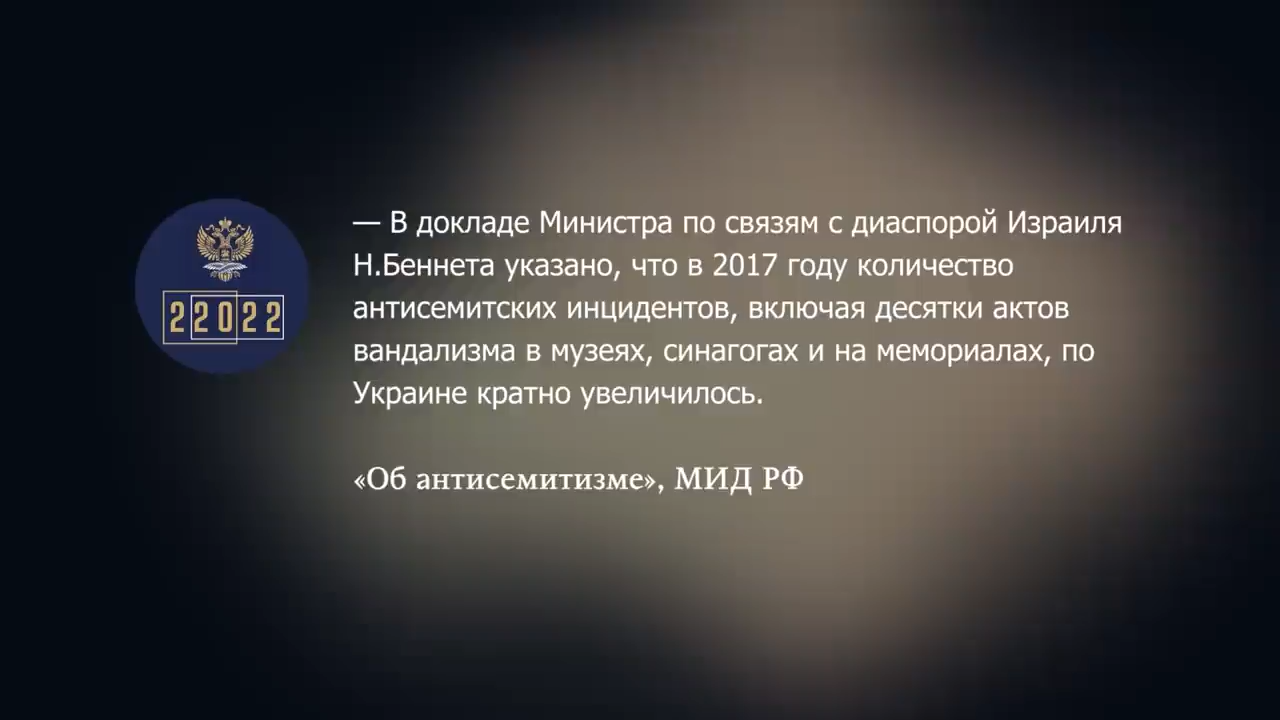 22022
— В докладе Министра по связям с диаспорой Израиля
Н.Беннета указано, что в 2017 году количество
антисемитских инцидентов, включая десятки актов
вандализма в музеях, синагогах и на мемориалах, по
Украине кратно увеличилось.
«Об антисемитизме», МИД РФ